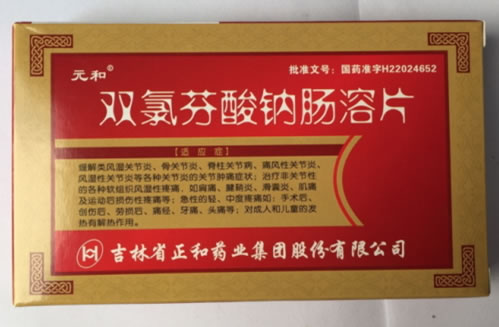 元和®
批准文号：国药准字H22024652
双氯芬酸钠肠溶片
【适应症】
缓解类风湿关节炎、骨关节炎、脊柱关节病、痛风性关节炎、
风湿性关节炎等各种关节炎的关节肿痛症状；治疗非关节性
的各种软组织风湿性疼痛，如肩痛、腱鞘炎、滑囊炎、肌痛
及运动后损伤性疼痛等；急性的轻、中度疼痛如：手术后、
创伤后、劳损后、痛经、牙痛、头痛等；对成人和儿童的发
热有解热作用。
吉林省正和药业集团股份有限公司